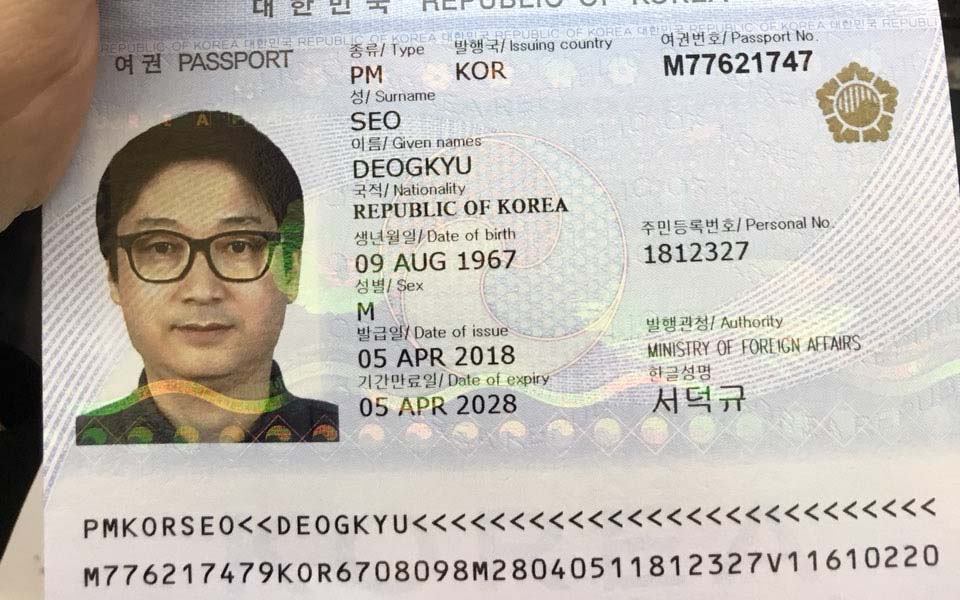 대한민국 REPUBLIC OF KOREA
REPUBLIC OF KOREA 대한민국 REPUBLIC OF KOREA 대한민국 REPUBLIC OF KOREA 대한민국 REPUBLIC OF KOREA 대한민국
여권 PASSPORT
종류/ Type 발행국/ Issuing country 여권번호/ Passport No.
PM KOR M77621747
성/ Surname
SEO
이름/ Given names
DEOGKYU
국적/ Nationality
REPUBLIC OF KOREA
생년월일/ Date of birth 주민등록번호/ Personal No.
09 AUG 1967 1812327
성별/ Sex
M
발급일/ Date of issue 발행관청/ Authority
05 APR 2018 MINISTRY OF FOREIGN AFFAIRS
기간만료일/ Date of expiry 한글성명
05 APR 2028 서덕규
PMKORSEO<<DEOGKYU<<<<<<<<<<<<<<<<<<<<<<<<<<<
M776217479KOR6708098M28040511812327V11610220